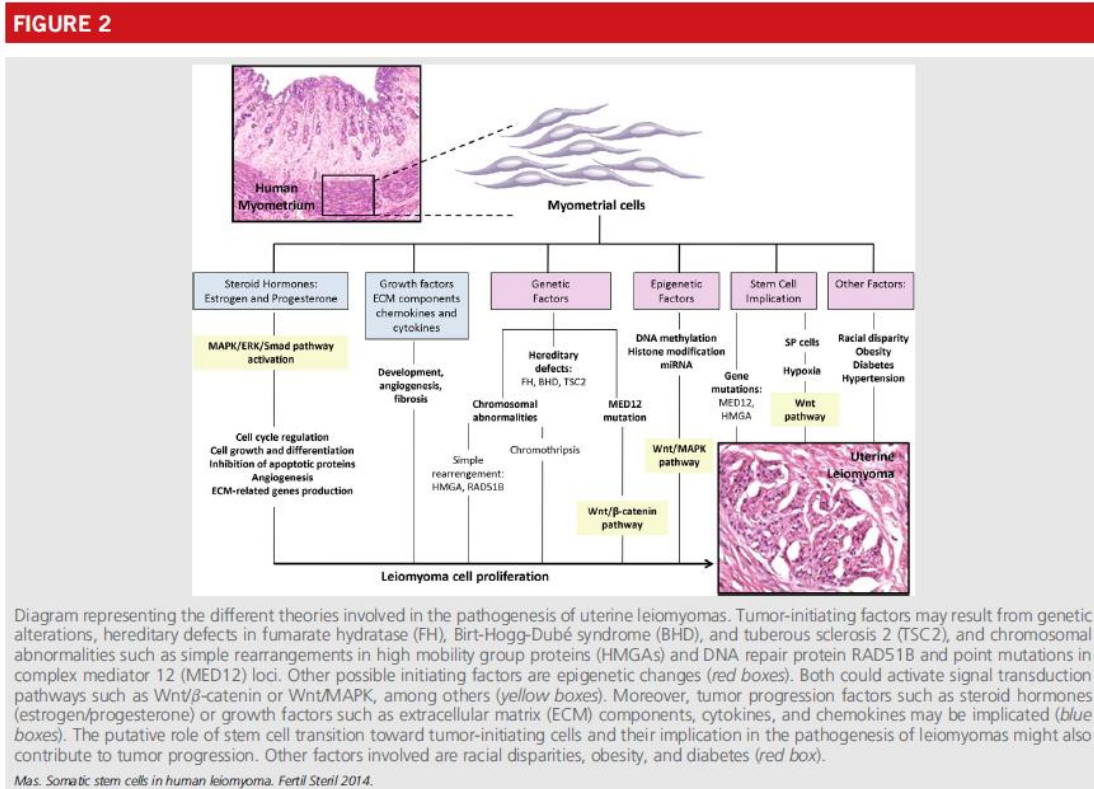 FIGURE 2
Human
Myometrium
Myometrial cells
Steroid Hormones:
Estrogen and Progesterone
MAPK/ERK/Smad pathway
activation
Cell cycle regulation
Cell growth and differentiation
Inhibition of apoptotic proteins
Angiogenesis
ECM-related genes production
Growth factors
ECM components
chemokines and
cytokines
Development,
angiogenesis,
fibrosis
Genetic
Factors
Chromosomal
abnormalities
Simple
rearrengement:
HMGA, RAD51B
Hereditary
defects:
FH, BHD, TSC2
Chromothripsis
MED12
mutation
Wnt/β-catenin
pathway
Epigenetic
Factors
DNA methylation
Histone modification
miRNA
Wnt/MAPK
pathway
Stem Cell
Implication
Gene
mutations:
MED12,
HMGA
SP cells
Hypoxia
Wnt
pathway
Other Factors:
Racial disparity
Obesity
Diabetes
Hypertension
Uterine
Leiomyoma
Leiomyoma cell proliferation
Diagram representing the different theories involved in the pathogenesis of uterine leiomyomas. Tumor-initiating factors may result from genetic
alterations, hereditary defects in fumarate hydratase (FH), Birt-Hogg-Dubé syndrome (BHD), and tuberous sclerosis 2 (TSC2), and chromosomal
abnormalities such as simple rearrangements in high mobility group proteins (HMGAs) and DNA repair protein RAD51B and point mutations in
complex mediator 12 (MED12) loci. Other possible initiating factors are epigenetic changes (red boxes). Both could activate signal transduction
pathways such as Wnt/β-catenin or Wnt/MAPK, among others (yellow boxes). Moreover, tumor progression factors such as steroid hormones
(estrogen/progesterone) or growth factors such as extracellular matrix (ECM) components, cytokines, and chemokines may be implicated (blue
boxes). The putative role of stem cell transition toward tumor-initiating cells and their implication in the pathogenesis of leiomyomas might also
contribute to tumor progression. Other factors involved are racial disparities, obesity, and diabetes (red box).
Mas. Somatic stem cells in human leiomyoma. Fertil Steril 2014.